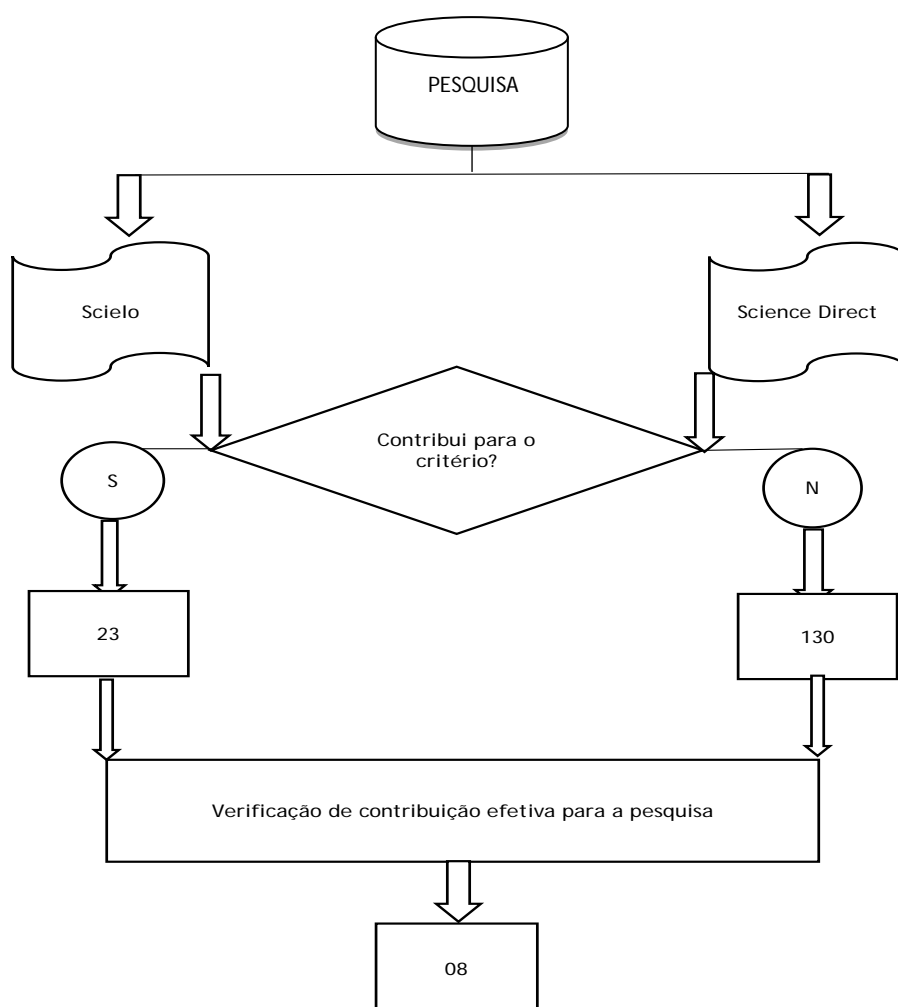 PESQUISA
Scielo
Science Direct
Contribui para o
critério?
S
N
23
130
Verificação de contribuição efetiva para a pesquisa
08